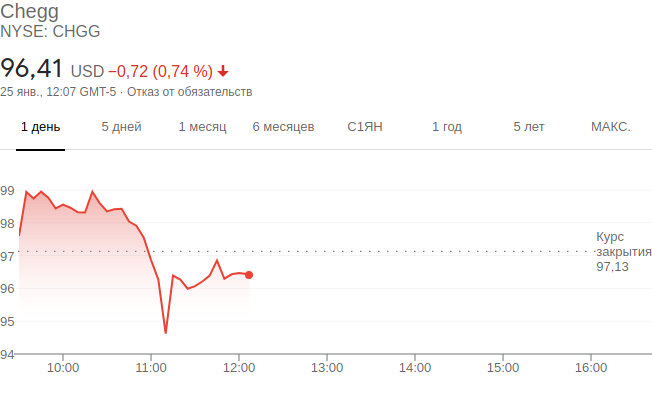 Chegg
NYSE: CHGG
96,41 USD −0,72 (0,74 %)
25 янв., 12:07 GMT-5 · Отказ от обязательств
1 день 5 дней 1 месяц 6 месяцев С1ЯН 1 год 5 лет МАКС.
99
98
Курс
закрытия
97,13
97
96
95
94
10:00 11:00 12:00 13:00 14:00 15:00 16:00